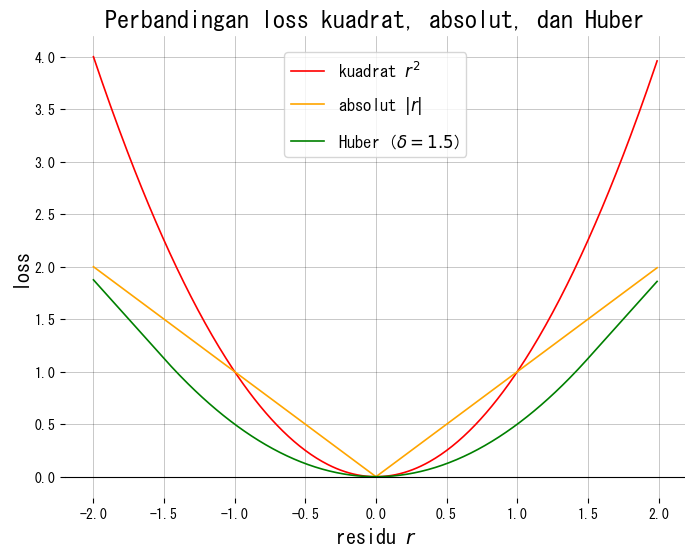 Perbandingan loss kuadrat, absolut, dan Huber
kuadrat r²
absolut |r|
Huber (δ = 1.5)
loss
4.0
3.5
3.0
2.5
2.0
1.5
1.0
0.5
0.0
−2.0 −1.5 −1.0 −0.5 0.0 0.5 1.0 1.5 2.0
residu r